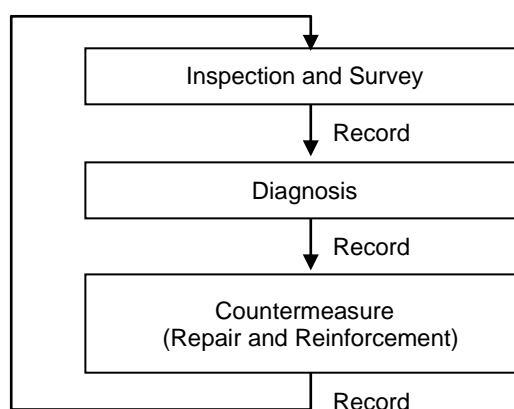 Inspection and Survey
Record
Diagnosis
Record
Countermeasure
(Repair and Reinforcement)
Record